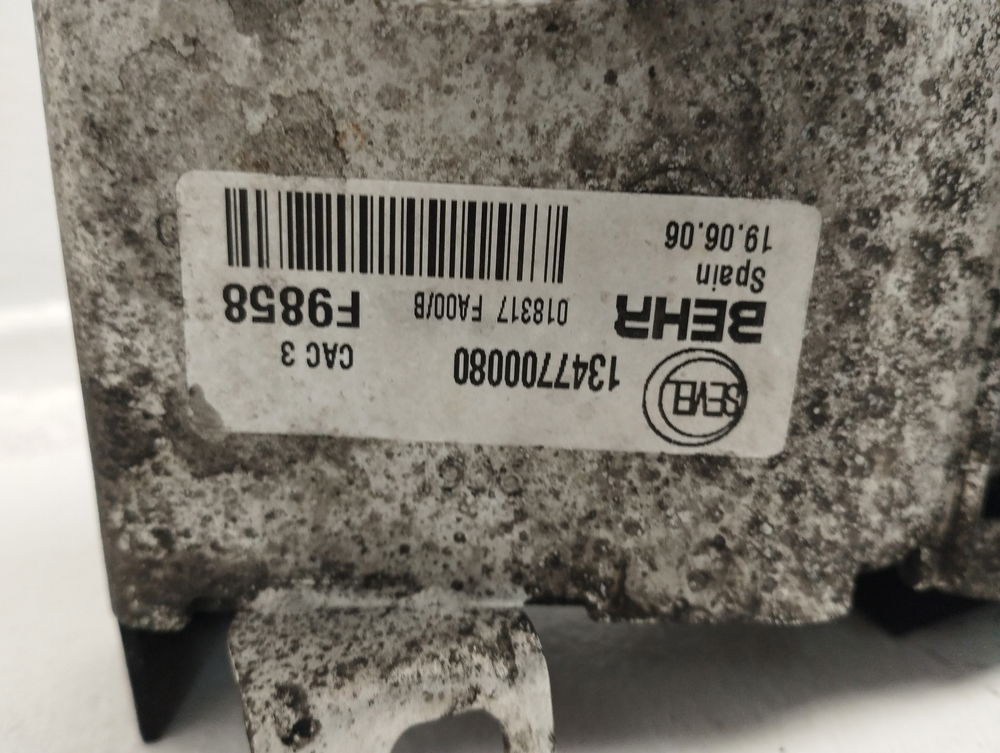 SEVEL 1347700080 CAC 3
BEHR 018317 FA00/B F9858
Spain
19.06.06